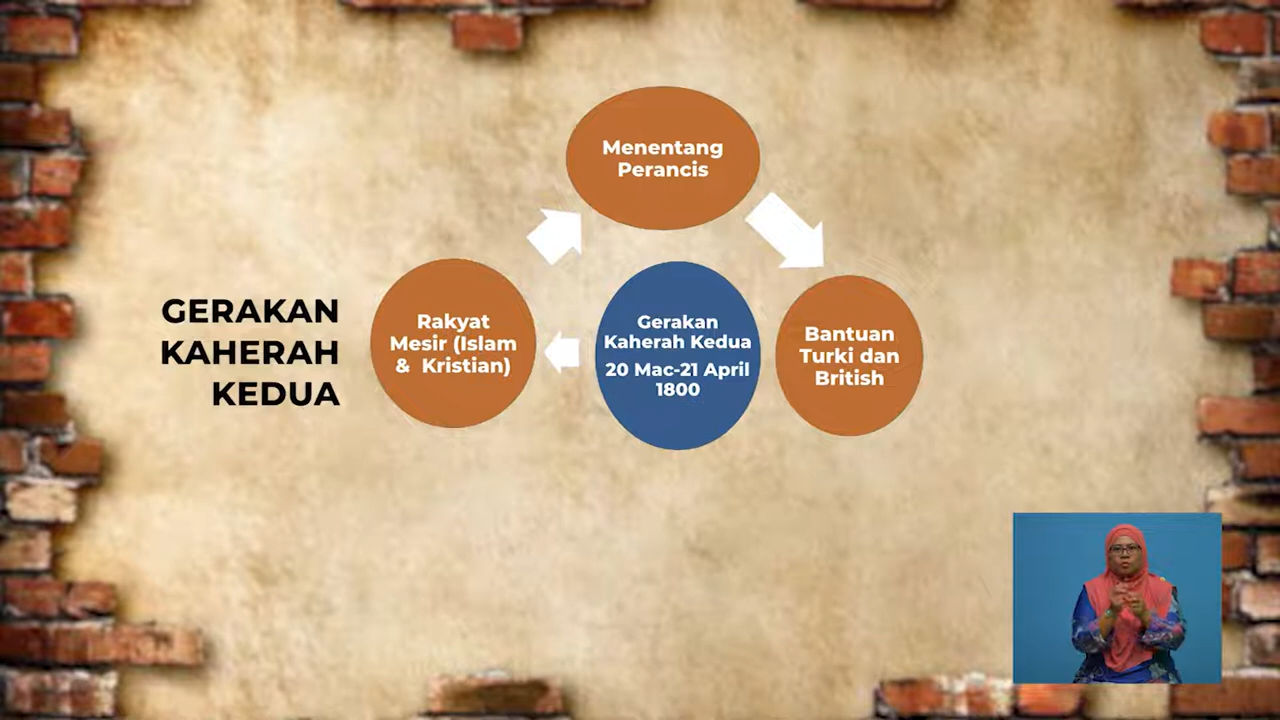 Menentang
Perancis
GERAKAN
KAHERAH
KEDUA
Rakyat
Mesir (Islam
& Kristian)
Gerakan
Kaherah Kedua
20 Mac-21 April
1800
Bantuan
Turki dan
British